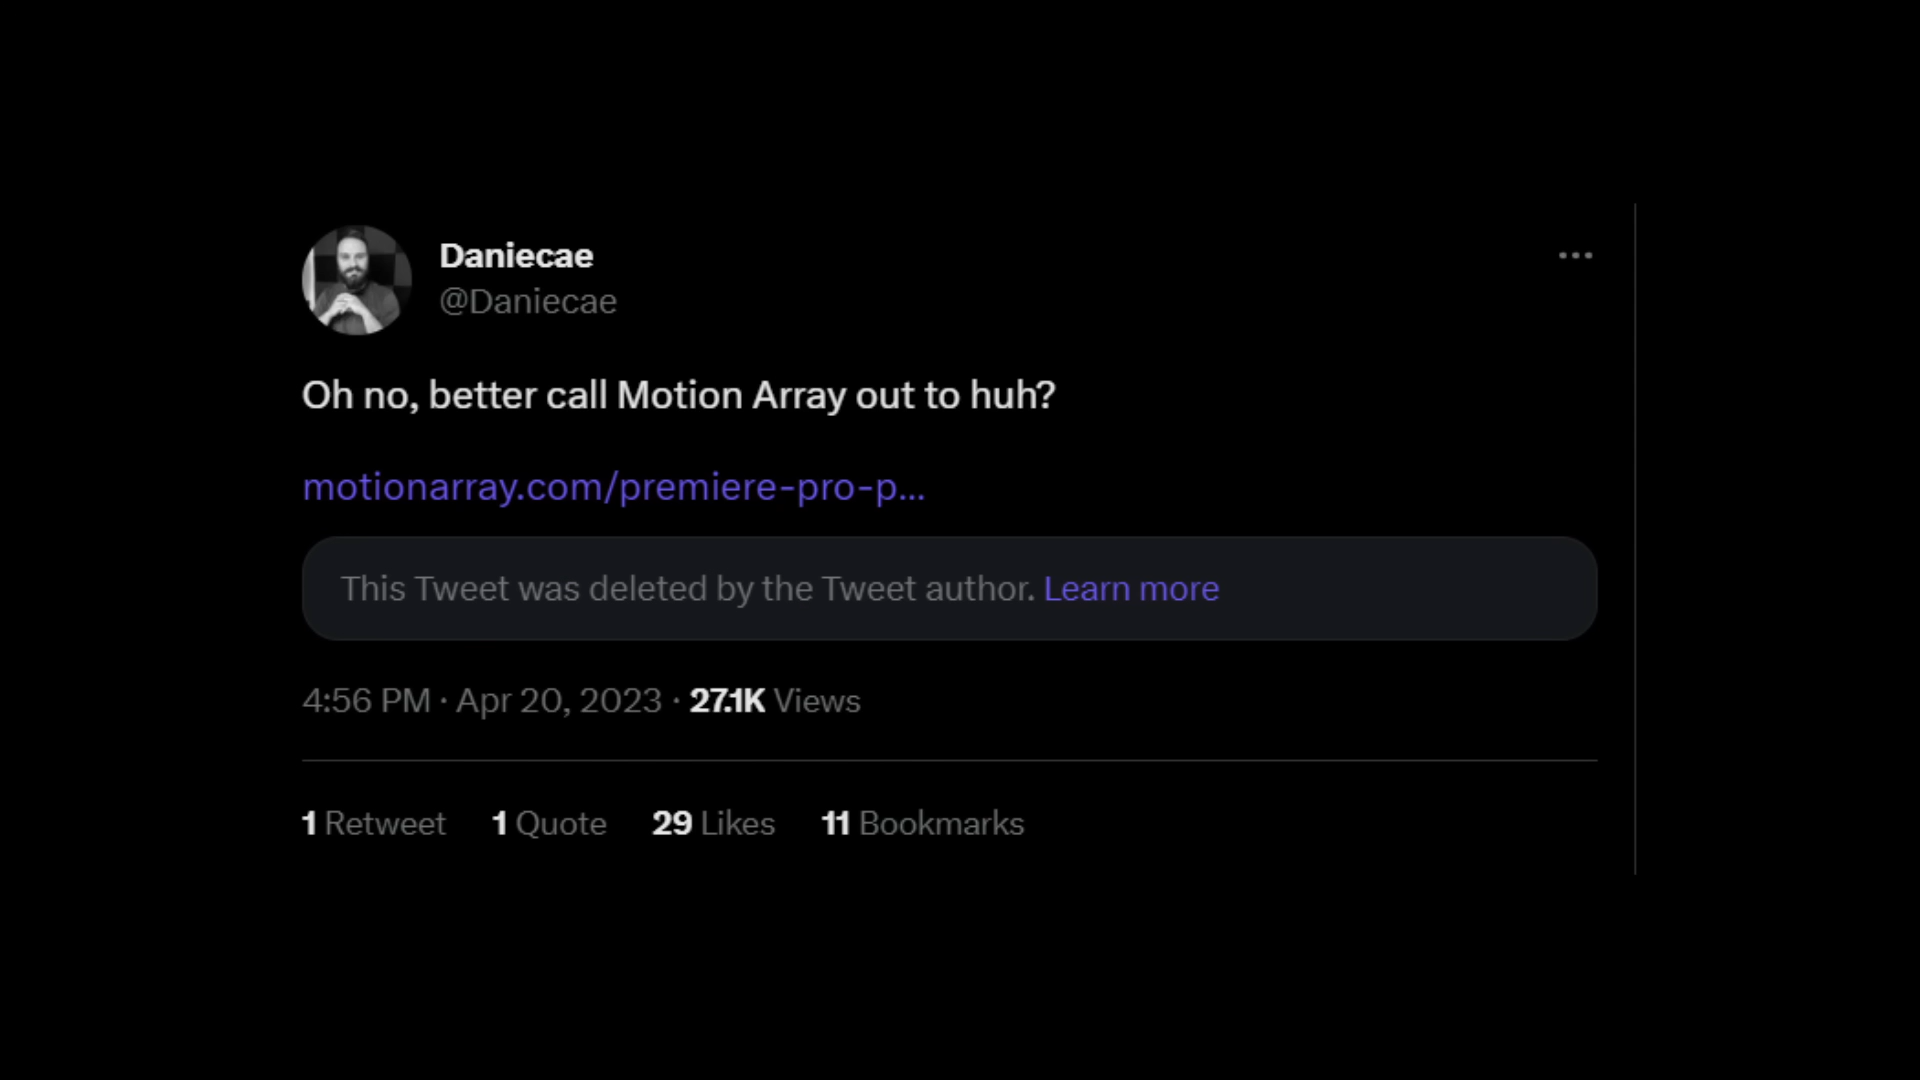 Daniecae
@Daniecae
Oh no, better call Motion Array out to huh?
motionarray.com/premiere-pro-p...
This Tweet was deleted by the Tweet author. Learn more
4:56 PM · Apr 20, 2023 · 27.1K Views
1 Retweet 1 Quote 29 Likes 11 Bookmarks